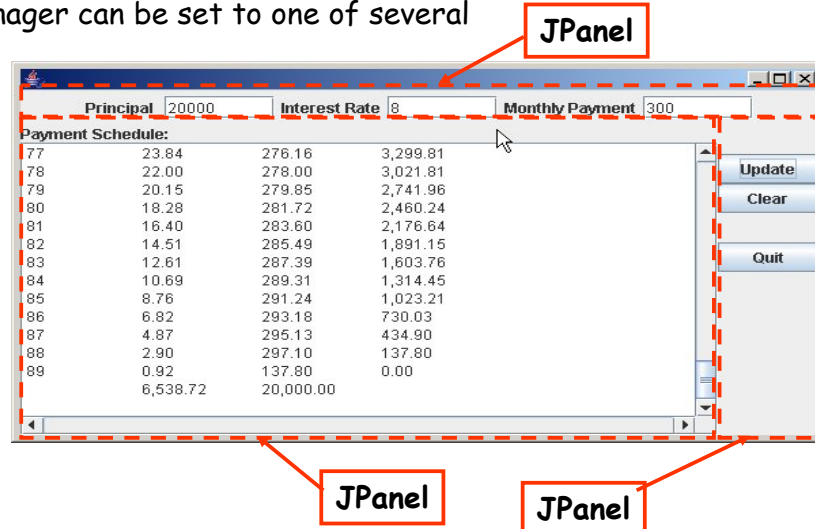 nager can be set to one of several
JPanel
Principal 20000 Interest Rate 8 Monthly Payment 300
Payment Schedule:
77 23.84 276.16 3,299.81
78 22.00 278.00 3,021.81
79 20.15 279.85 2,741.96
80 18.28 281.72 2,460.24
81 16.40 283.60 2,176.64
82 14.51 285.49 1,891.15
83 12.61 287.39 1,603.76
84 10.69 289.31 1,314.45
85 8.76 291.24 1,023.21
86 6.82 293.18 730.03
87 4.87 295.13 434.90
88 2.90 297.10 137.80
89 0.92 137.80 0.00
6,538.72 20,000.00
Update
Clear
Quit
JPanel
JPanel